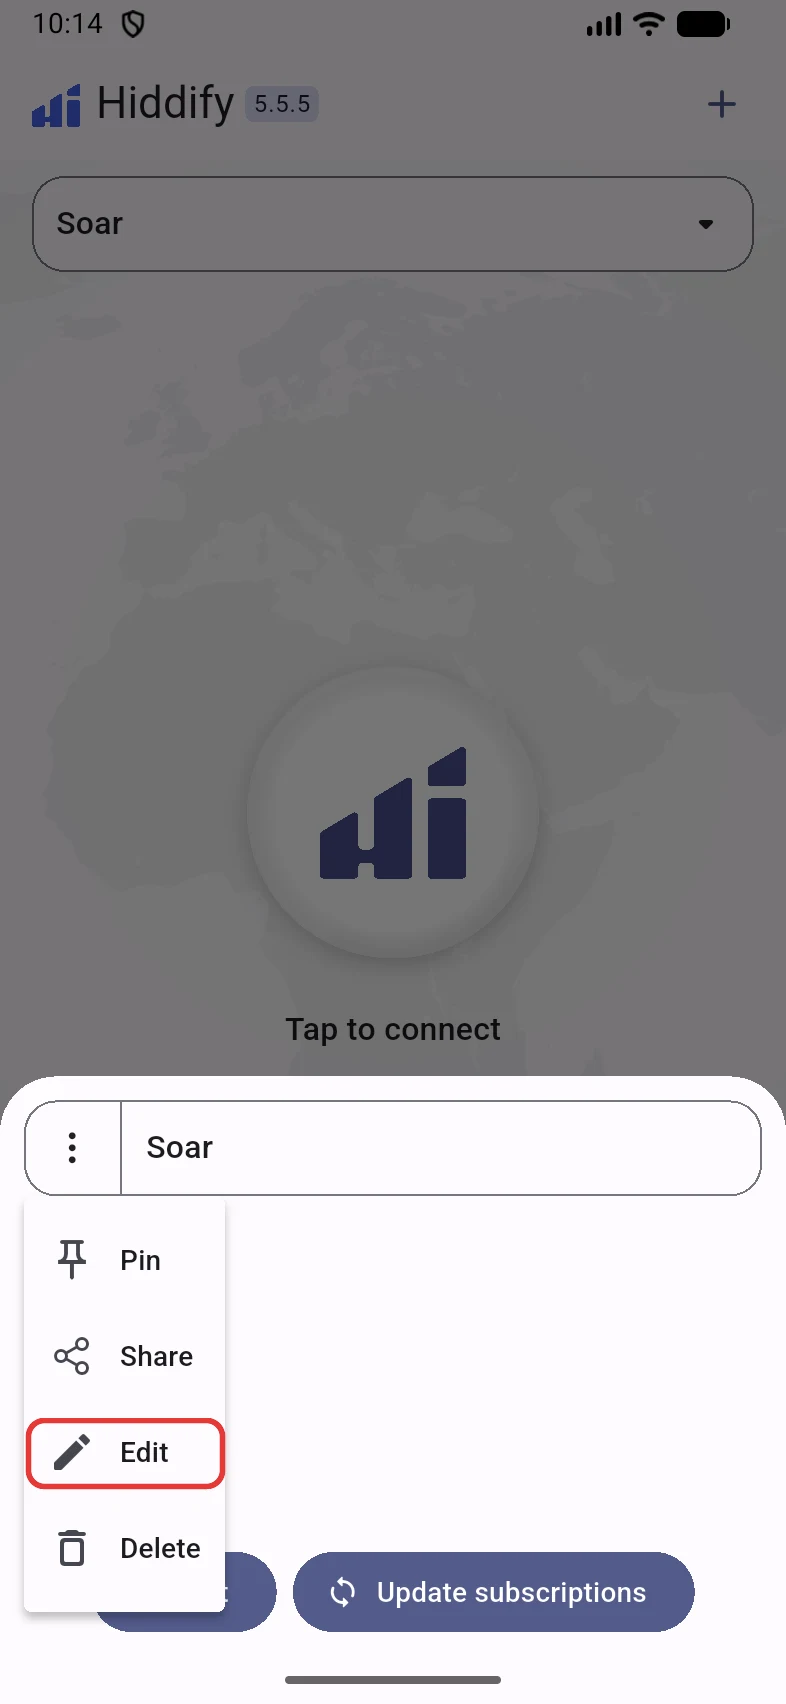 10:14
Hiddify 5.5.5
Soar
Tap to connect
Soar
Pin
Share
Edit
Delete
Update subscriptions